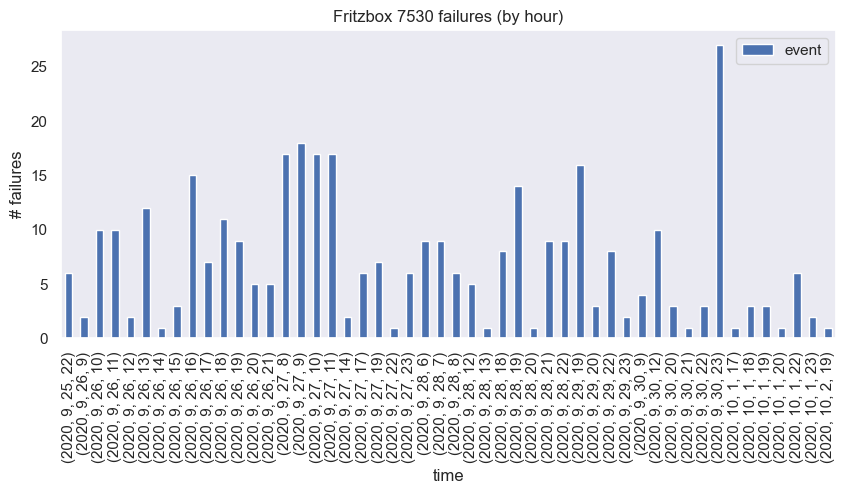 Fritzbox 7530 failures (by hour)
event
# failures
25
20
15
10
5
0
(2020, 9, 25, 22)
(2020, 9, 26, 9)
(2020, 9, 26, 10)
(2020, 9, 26, 11)
(2020, 9, 26, 12)
(2020, 9, 26, 13)
(2020, 9, 26, 14)
(2020, 9, 26, 15)
(2020, 9, 26, 16)
(2020, 9, 26, 17)
(2020, 9, 26, 18)
(2020, 9, 26, 19)
(2020, 9, 26, 20)
(2020, 9, 26, 21)
(2020, 9, 27, 8)
(2020, 9, 27, 9)
(2020, 9, 27, 10)
(2020, 9, 27, 11)
(2020, 9, 27, 14)
(2020, 9, 27, 17)
(2020, 9, 27, 19)
(2020, 9, 27, 22)
(2020, 9, 27, 23)
(2020, 9, 28, 6)
(2020, 9, 28, 7)
(2020, 9, 28, 8)
(2020, 9, 28, 12)
(2020, 9, 28, 13)
(2020, 9, 28, 18)
(2020, 9, 28, 19)
(2020, 9, 28, 20)
(2020, 9, 28, 21)
(2020, 9, 28, 22)
(2020, 9, 29, 19)
(2020, 9, 29, 20)
(2020, 9, 29, 22)
(2020, 9, 29, 23)
(2020, 9, 30, 9)
(2020, 9, 30, 12)
(2020, 9, 30, 20)
(2020, 9, 30, 21)
(2020, 9, 30, 22)
(2020, 9, 30, 23)
(2020, 10, 1, 17)
(2020, 10, 1, 18)
(2020, 10, 1, 19)
(2020, 10, 1, 20)
(2020, 10, 1, 22)
(2020, 10, 1, 23)
(2020, 10, 2, 19)
time